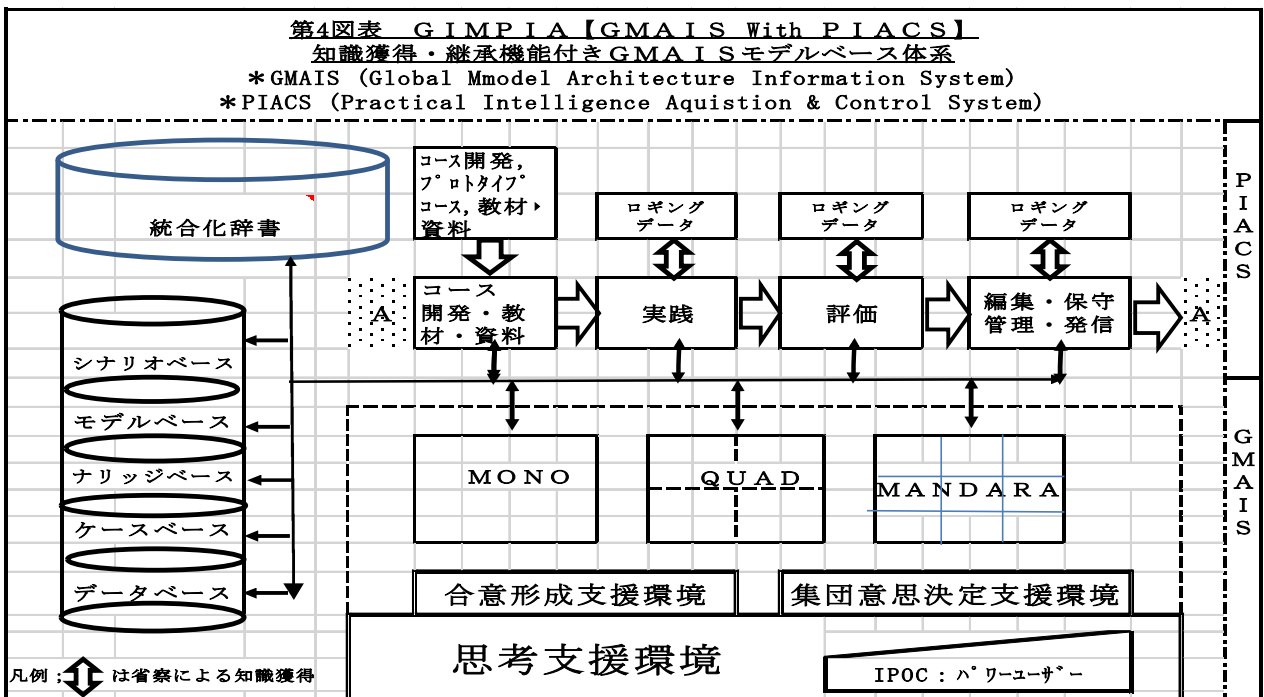 第4図表　ＧＩＭＰＩＡ【ＧＭＡＩＳ With ＰＩＡＣＳ】
知識獲得・継承機能付きＧＭＡＩＳモデルベース体系
＊GMAIS (Global Mmodel Architecture Information System)
＊PIACS (Practical Intelligence Aquistion & Control System)
統合化辞書
シナリオベース
モデルベース
ナリッジベース
ケースベース
データベース
コース開発,
プロトタイプ
コース, 教材・
資料
ロギング
データ
ロギング
データ
ロギング
データ
Ａ
コース
開発・教
材・資料
実践
評価
編集・保守
管理・発信
Ａ
ＰＩＡＣＳ
ＭＯＮＯ
ＱＵＡＤ
ＭＡＮＤＡＲＡ
ＧＭＡＩＳ
合意形成支援環境
集団意思決定支援環境
思考支援環境
IPOC：パワーユーザー
凡例；は省察による知識獲得